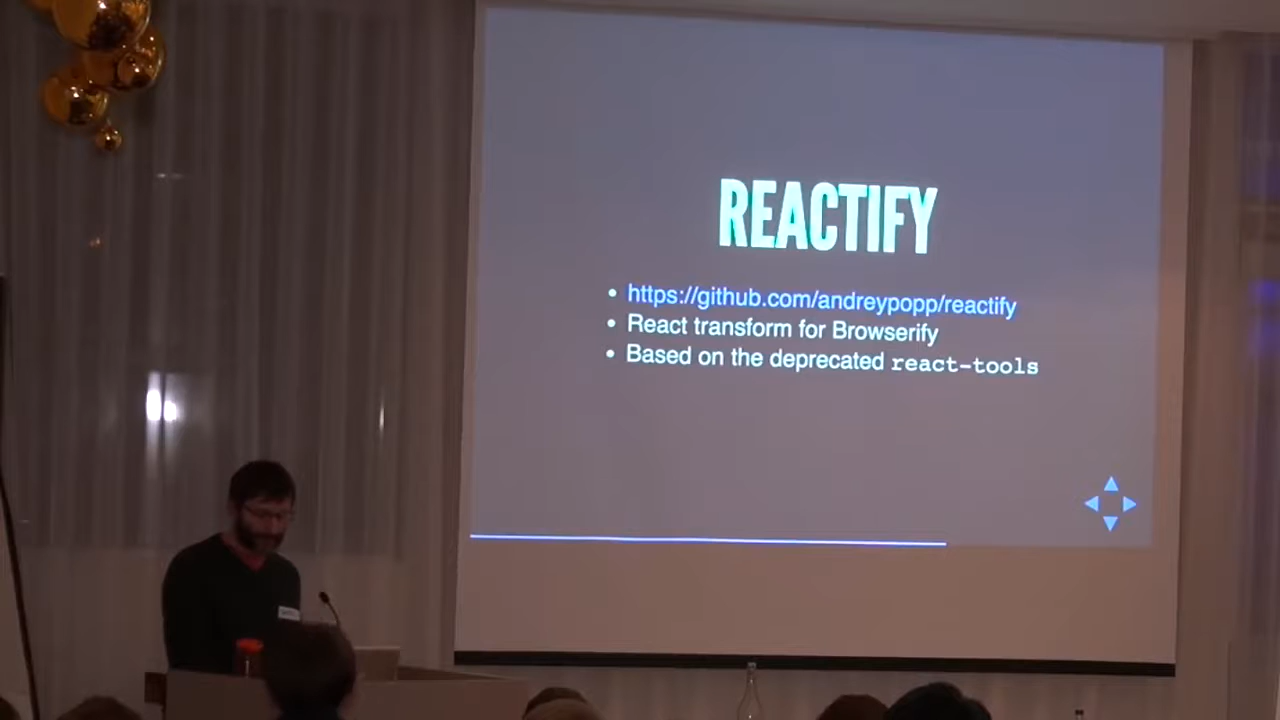 REACTIFY
https://github.com/andreypopp/reactify
React transform for Browserify
Based on the deprecated react-tools